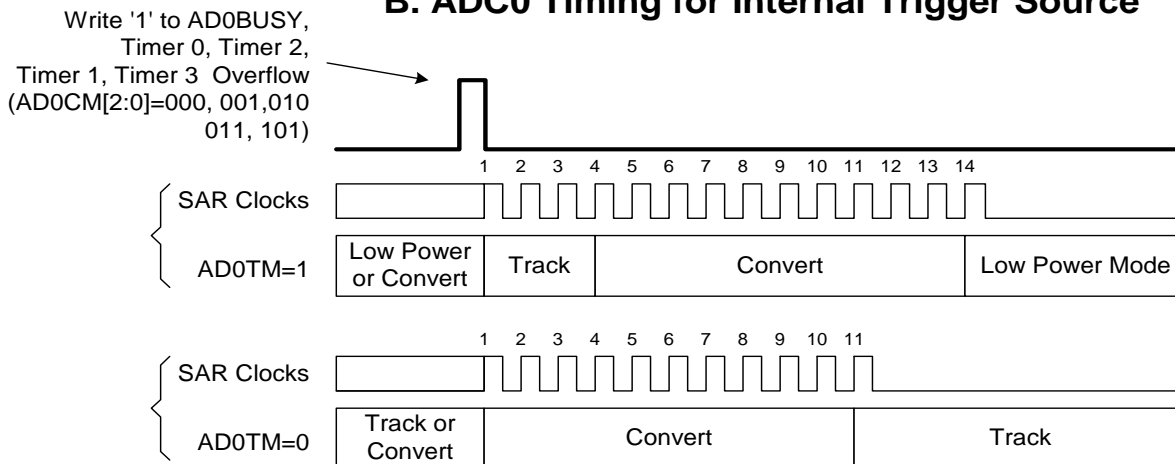 B. ADC0 Timing for Internal Trigger Source
Write '1' to AD0BUSY,
Timer 0, Timer 2,
Timer 1, Timer 3 Overflow
(AD0CM[2:0]=000, 001,010
011, 101)
1 2 3 4 5 6 7 8 9 10 11 12 13 14
SAR Clocks
AD0TM=1
Low Power
or Convert
Track
Convert
Low Power Mode
1 2 3 4 5 6 7 8 9 10 11
SAR Clocks
AD0TM=0
Track or
Convert
Convert
Track